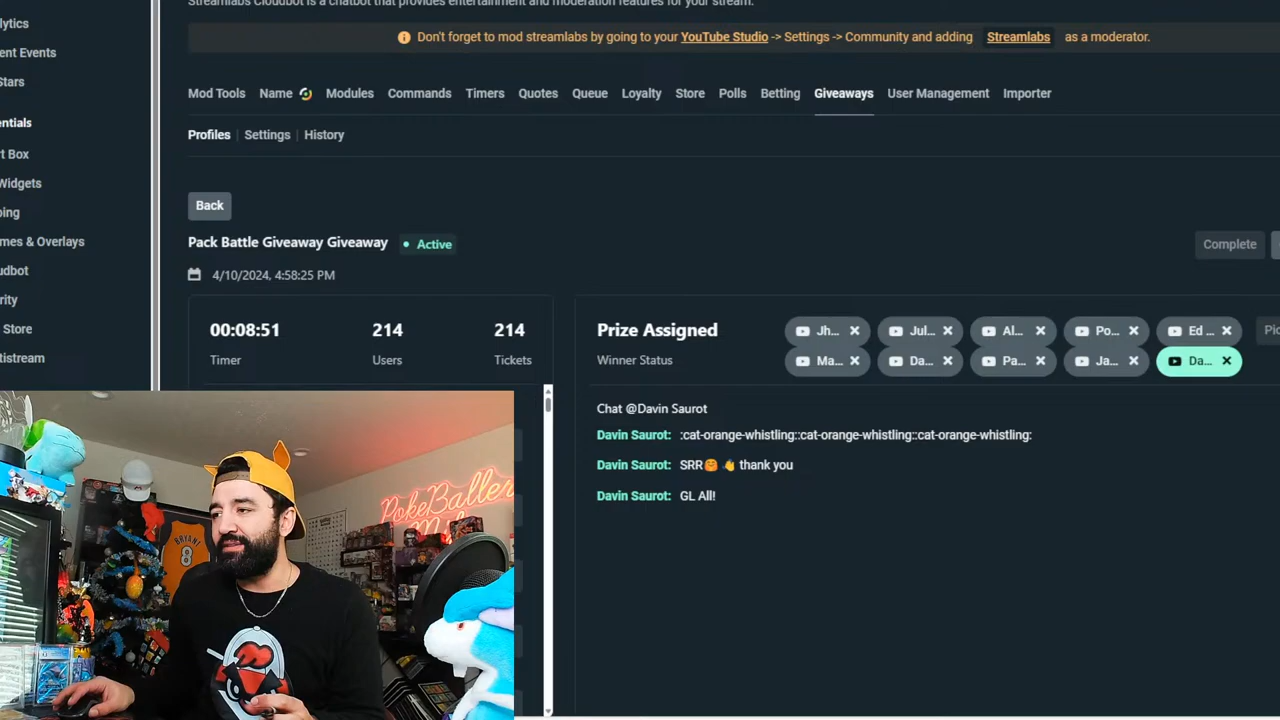 Streamlabs Cloudbot is a chatbot that provides entertainment and moderation features for your stream.
Don't forget to mod streamlabs by going to your YouTube Studio -> Settings -> Community and adding Streamlabs as a moderator.
Mod Tools Name Modules Commands Timers Quotes Queue Loyalty Store Polls Betting Giveaways User Management Importer
Profiles | Settings | History
Back
Pack Battle Giveaway Giveaway • Active
Complete
4/10/2024, 4:58:25 PM
00:08:51 214 214
Timer Users Tickets
Prize Assigned
Winner Status
Jh... Jul... Al... Po... Ed ...
Pic
Ma... Da... Pa... Ja... Da...
Chat @Davin Saurot
Davin Saurot: :cat-orange-whistling::cat-orange-whistling::cat-orange-whistling:
Davin Saurot: SRR🤗 👋 thank you
Davin Saurot: GL All!
lytics
ent Events
Stars
entials
t Box
Widgets
ping
mes & Overlays
udbot
rity
Store
tistream
PokeBaller
BRYANT
8